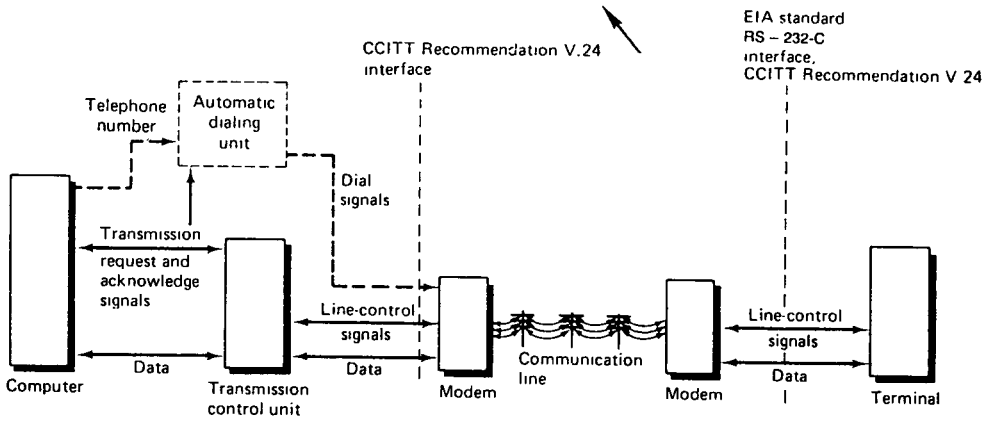 EIA standard
RS – 232-C
interface,
CCITT Recommendation V 24
CCITT Recommendation V.24
interface
Telephone
number
Automatic
dialing
unit
Dial
signals
Transmission
request and
acknowledge
signals
Line-control
signals
Data
Data
Communication
line
Line-control
signals
Data
Computer
Transmission
control unit
Modem
Modem
Terminal